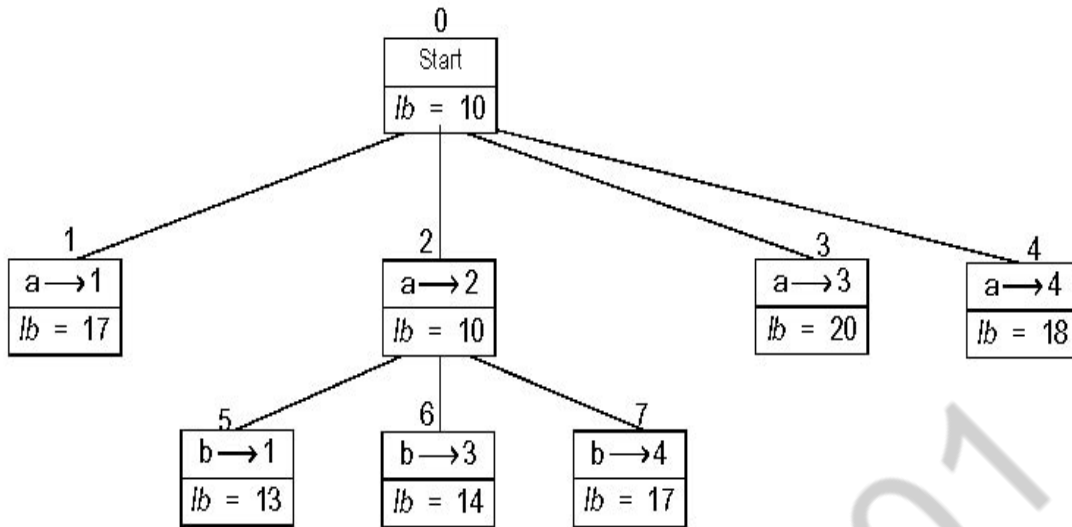 0
Start
lb = 10
1
a→1
lb = 17
2
a→2
lb = 10
3
a→3
lb = 20
4
a→4
lb = 18
5
b→1
lb = 13
6
b→3
lb = 14
7
b→4
lb = 17
01